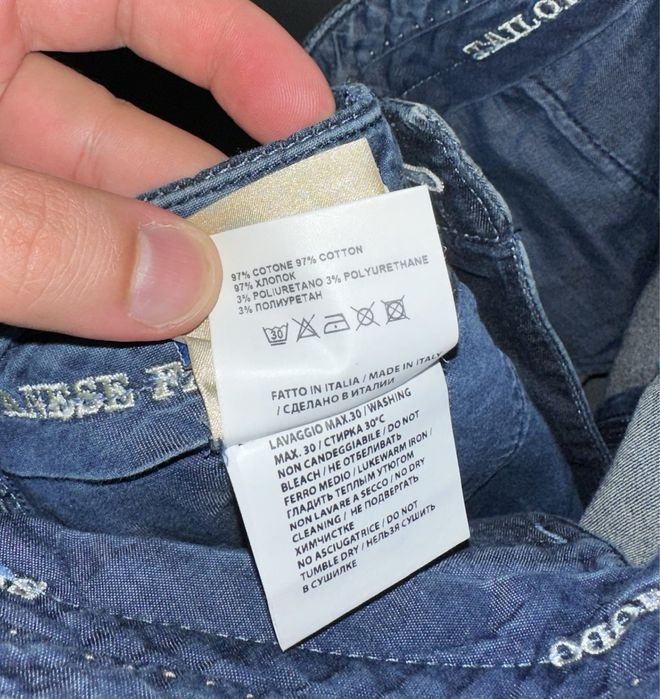 97% COTONE 97% COTTON
97% ХЛОПОК
3% POLIURETANO 3% POLYURETHANE
3% ПОЛИУРЕТАН
30
FATTO IN ITALIA / MADE IN ITALY
/ СДЕЛАНО В ИТАЛИИ
LAVAGGIO MAX.30 / WASHING
MAX. 30 / СТИРКА 30°C
NON CANDEGGIABILE / DO NOT
BLEACH / НЕ ОТБЕЛИВАТЬ
FERRO MEDIO / LUKEWARM IRON /
ГЛАДИТЬ ТЕПЛЫМ УТЮГОМ
NON LAVARE A SECCO / NO DRY
CLEANING / НЕ ПОДВЕРГАТЬ
ХИМЧИСТКЕ
NO ASCIUGATRICE / DO NOT
TUMBLE DRY / НЕЛЬЗЯ СУШИТЬ
В СУШИЛКЕ